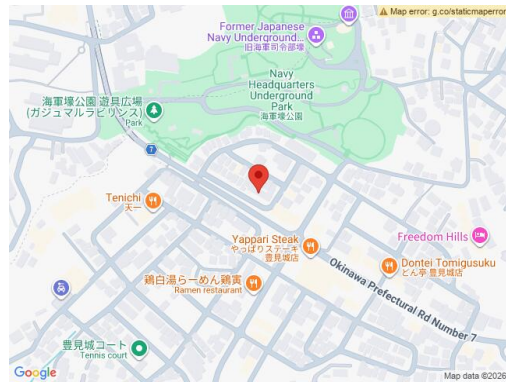 Map error: g.co/staticmaperror
Former Japanese
Navy Underground...
旧海軍司令部壕
Navy
Headquarters
Underground
Park
海軍壕公園
海軍壕公園 遊具広場
(ガジュマルラビリンス)
Park
7
Tenichi
天一
Yappari Steak
やっぱりステーキ
豊見城店
Freedom Hills
Dontei Tomigusuku
どん亭 豊見城店
鶏白湯らーめん鶏寅
Ramen restaurant
Okinawa Prefectural Rd Number 7
豊見城コート
Tennis court
Google
Map data ©2026